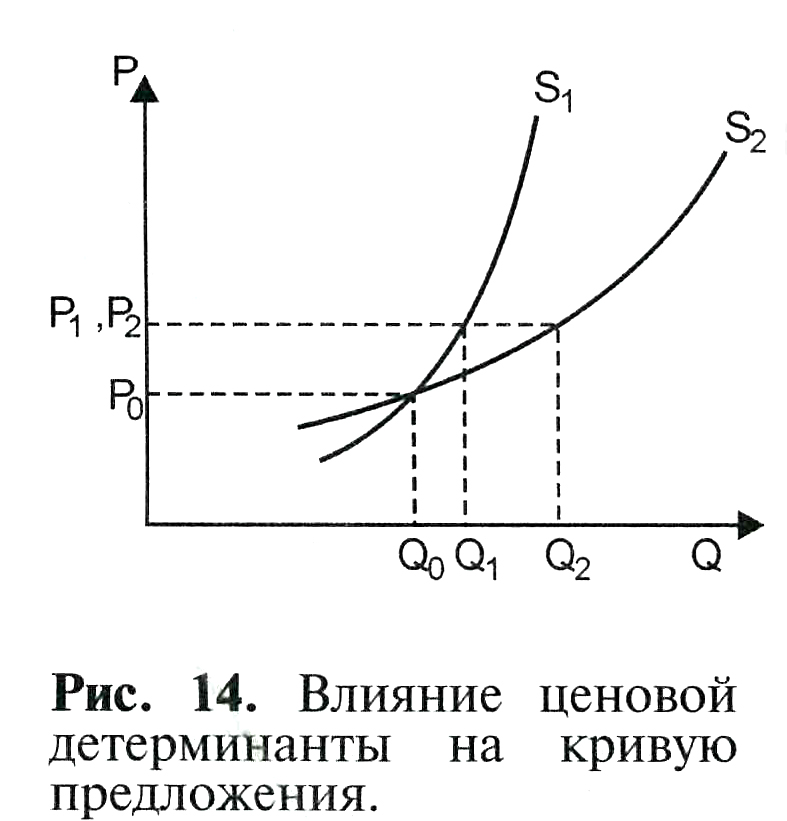 P
S₁
S₂
P₁ ,P₂
P₀
Q₀ Q₁ Q₂ Q
Рис. 14. Влияние ценовой
детерминанты на кривую
предложения.